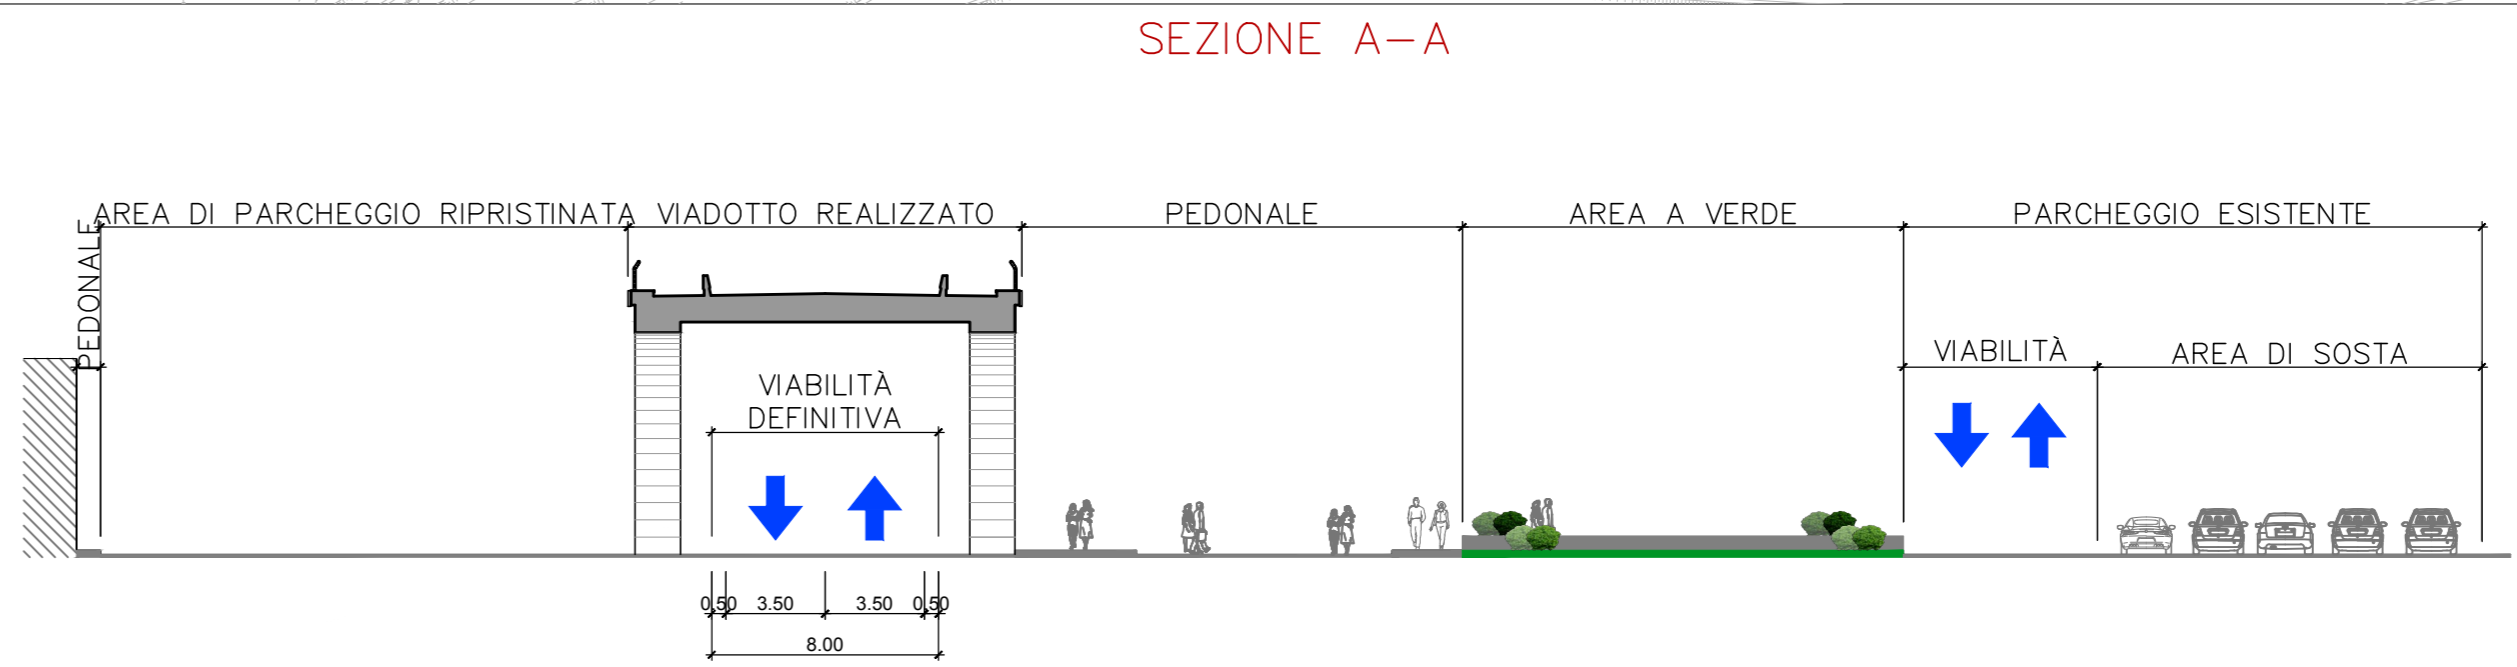 SEZIONE A-A
AREA DI PARCHEGGIO RIPRISTINATA
VIADOTTO REALIZZATO
PEDONALE
AREA A VERDE
PARCHEGGIO ESISTENTE
PEDONALE
VIABILITÀ
AREA DI SOSTA
VIABILITÀ
DEFINITIVA
0.50 3.50 3.50 0.50
8.00